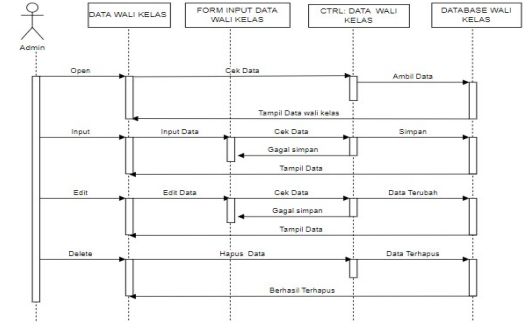 DATA WALI KELAS
FORM INPUT DATA
WALI KELAS
CTRL: DATA WALI
KELAS
DATABASE WALI
KELAS
Admin
Open
Cek Data
Ambil Data
Tampil Data wali kelas
Input
Input Data
Cek Data
Simpan
Gagal simpan
Tampil Data
Edit
Edit Data
Cek Data
Data Terubah
Gagal simpan
Tampil Data
Delete
Hapus Data
Data Terhapus
Berhasil Terhapus